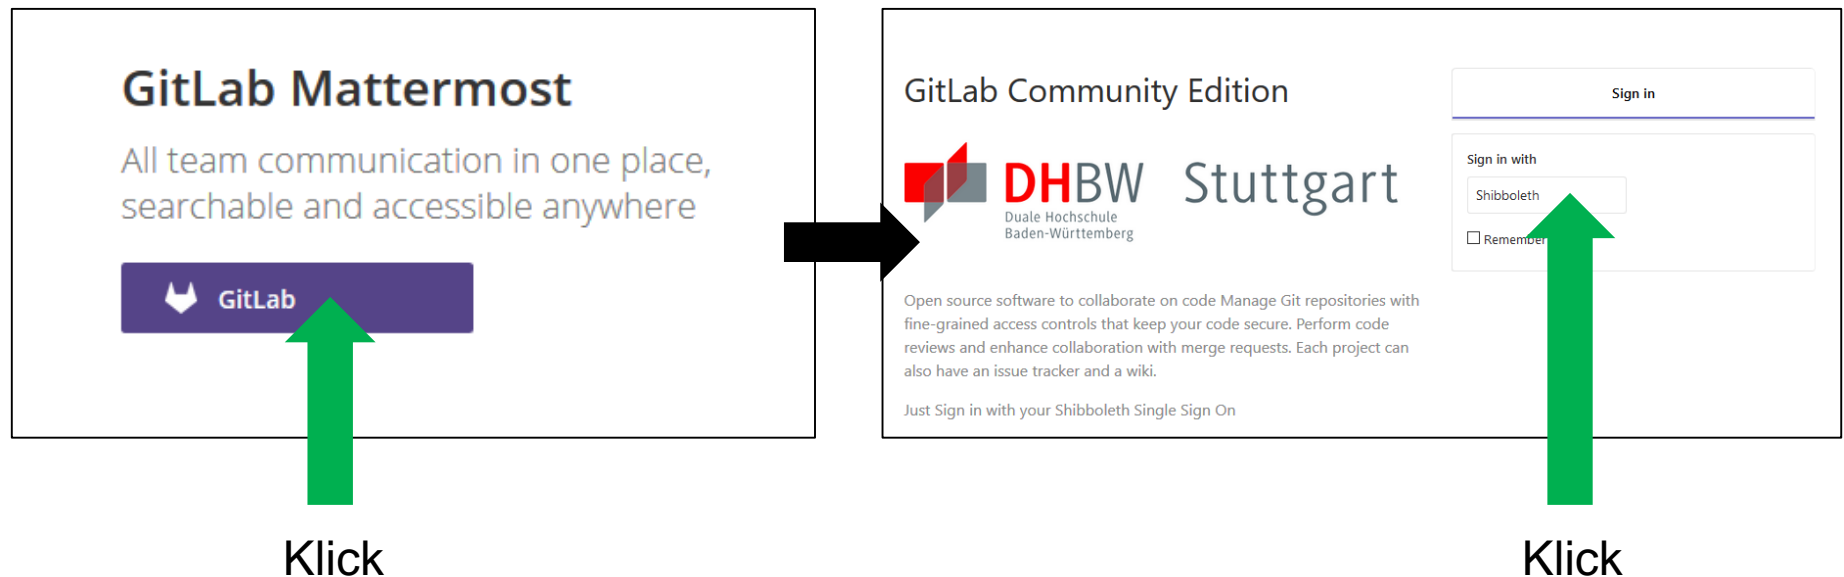 GitLab Mattermost
All team communication in one place,
searchable and accessible anywhere
GitLab
Klick
GitLab Community Edition
DHBW Stuttgart
Duale Hochschule
Baden-Württemberg
Open source software to collaborate on code Manage Git repositories with
fine-grained access controls that keep your code secure. Perform code
reviews and enhance collaboration with merge requests. Each project can
also have an issue tracker and a wiki.
Just Sign in with your Shibboleth Single Sign On
Sign in
Sign in with
Shibboleth
Remember
Klick